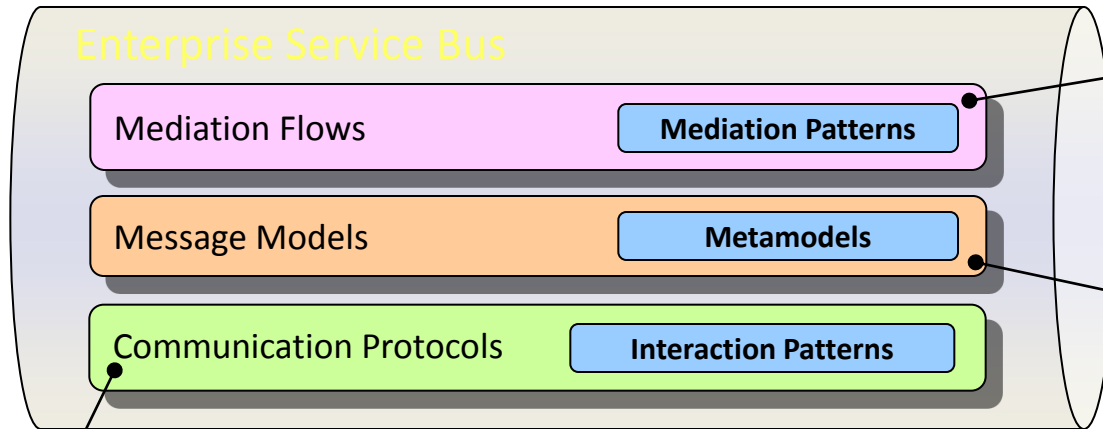 Enterprise Service Bus
Mediation Flows
Mediation Patterns
Message Models
Metamodels
Communication Protocols
Interaction Patterns